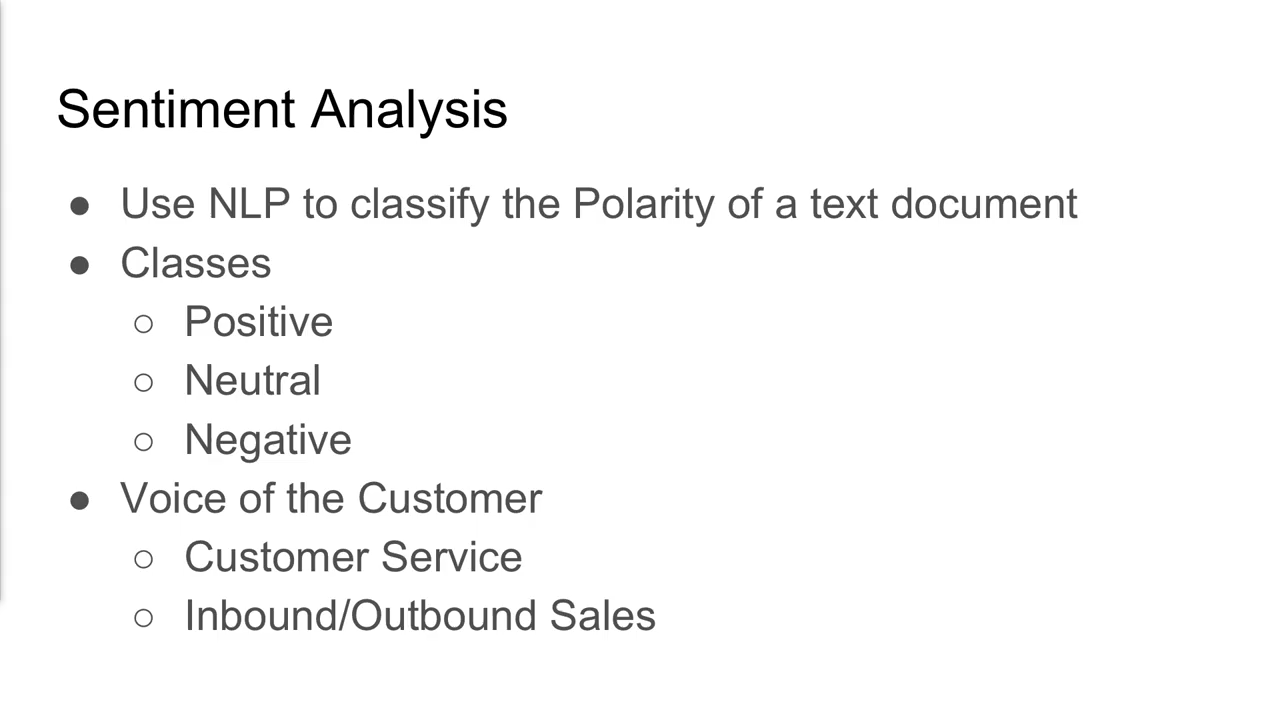 Sentiment Analysis
● Use NLP to classify the Polarity of a text document
● Classes
○ Positive
○ Neutral
○ Negative
● Voice of the Customer
○ Customer Service
○ Inbound/Outbound Sales